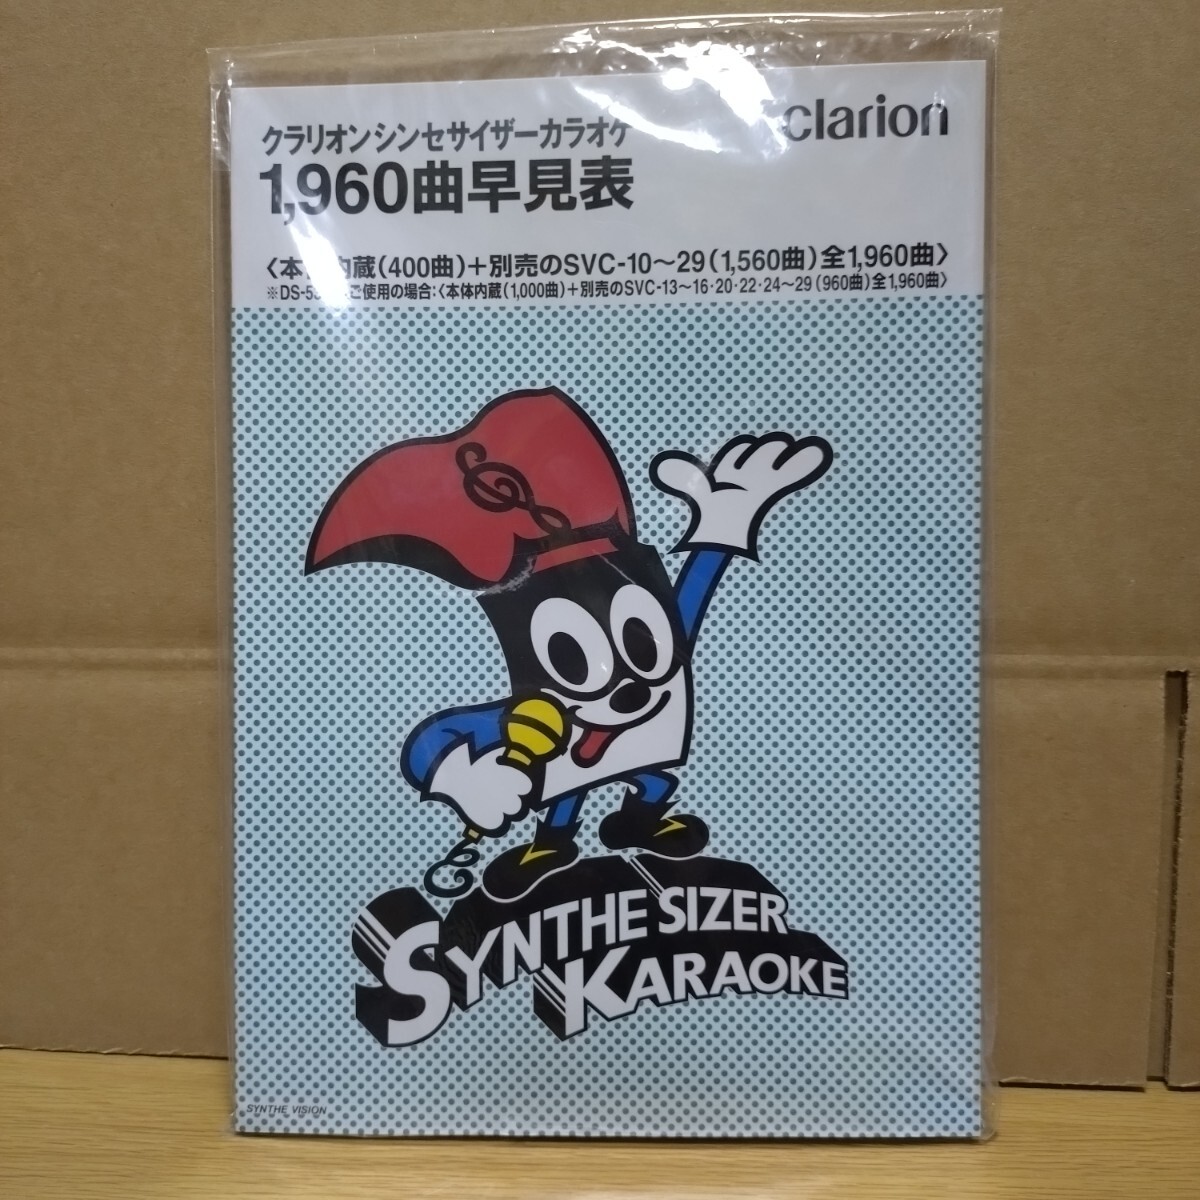 clarion
クラリオンシンセサイザーカラオケ
1,960曲早見表
〈本 内蔵(400曲)+別売のSVC-10～29(1,560曲)全1,960曲〉
※DS-5 ご使用の場合:〈本体内蔵(1,000曲)+別売のSVC-13～16・20・22・24～29(960曲)全1,960曲〉
SYNTHE SIZER
KARAOKE
SYNTHE VISION